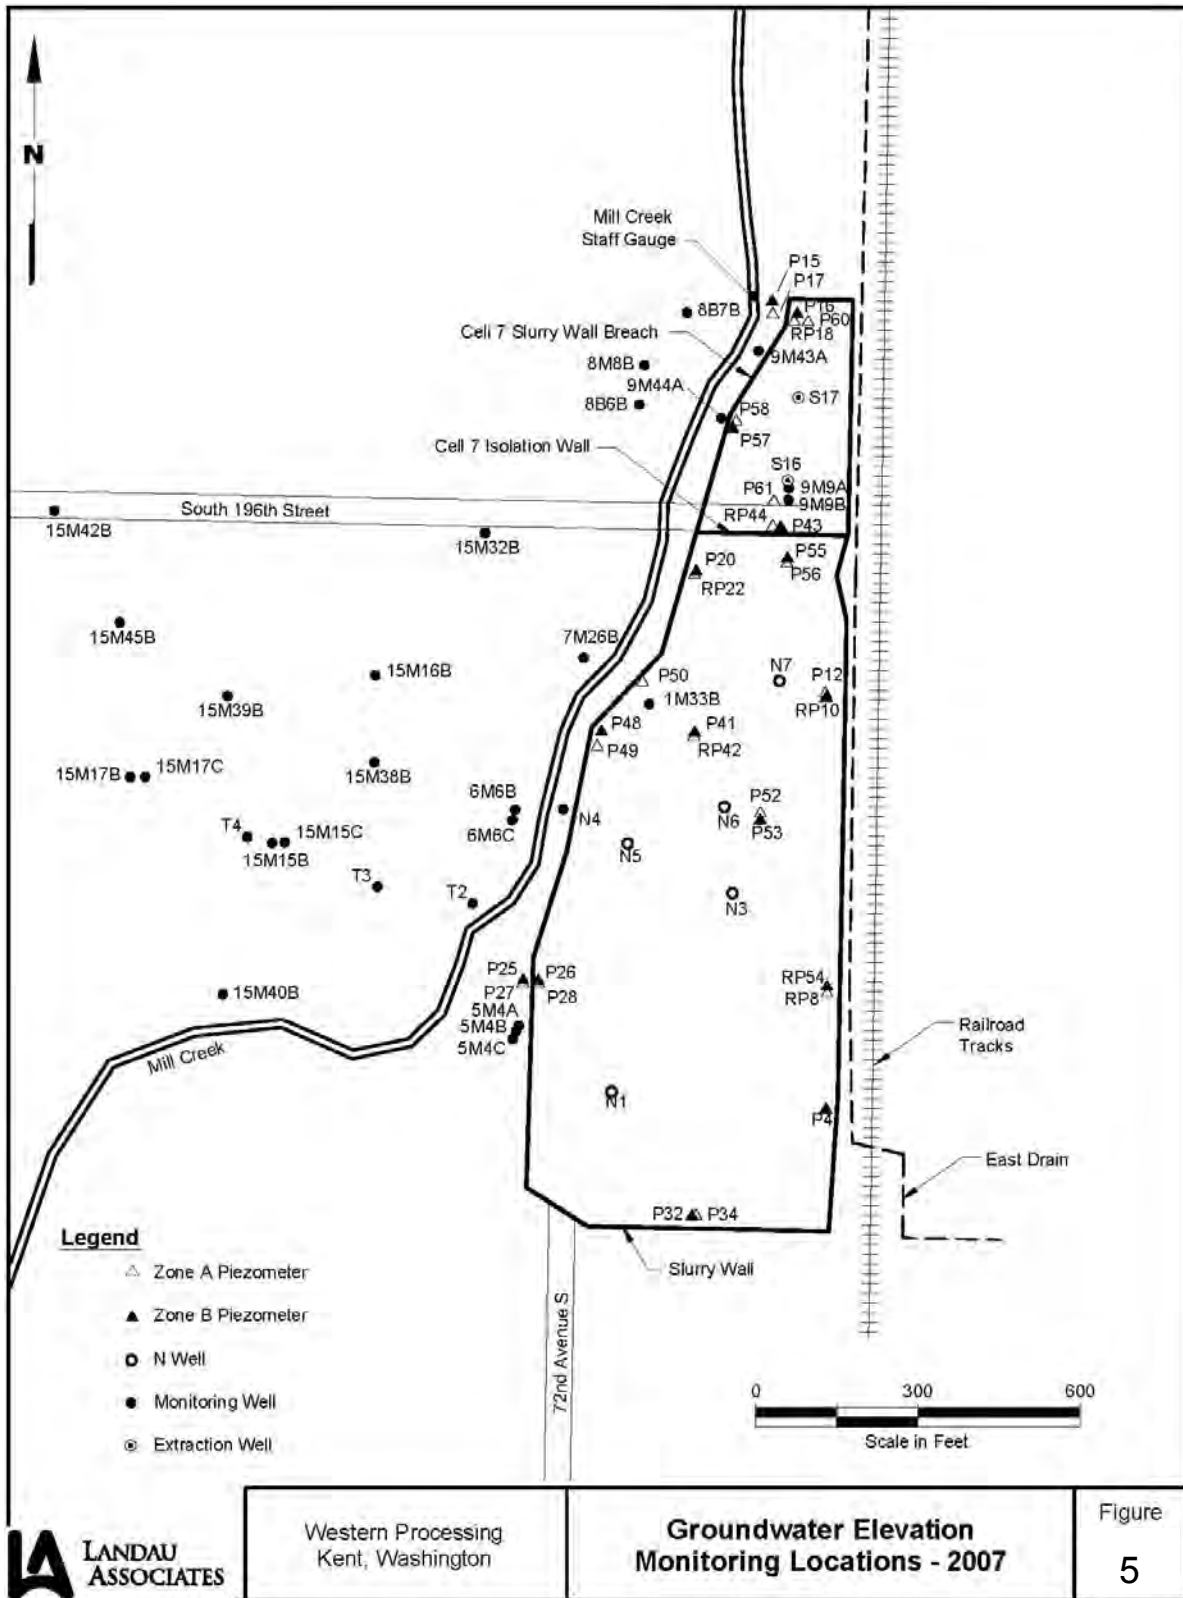 N
Mill Creek
Staff Gauge
P15
P17
P16
P60
RP18
8B7B
Cell 7 Slurry Wall Breach
9M43A
8M8B
9M44A
S17
8B6B
P58
P57
Cell 7 Isolation Wall
S16
9M9A
P61
9M9B
South 196th Street
RP44
P43
15M42B
15M32B
P55
P20
P56
RP22
15M45B
7M26B
15M16B
P50
N7
P12
15M39B
1M33B
RP10
P48
P41
P49
RP42
15M17B
15M17C
15M38B
6M6B
P52
N4
N6
6M6C
P53
T4
15M15C
15M15B
N5
T3
T2
N3
P25
P26
RP54
P27
P28
RP8
15M40B
5M4A
5M4B
5M4C
Railroad
Tracks
Mill Creek
N1
P4
East Drain
P32
P34
Slurry Wall
Legend
Zone A Piezometer
Zone B Piezometer
N Well
Monitoring Well
Extraction Well
72nd Avenue S
0 300 600
Scale in Feet
LANDAU
ASSOCIATES
Western Processing
Kent, Washington
Groundwater Elevation
Monitoring Locations - 2007
Figure
5